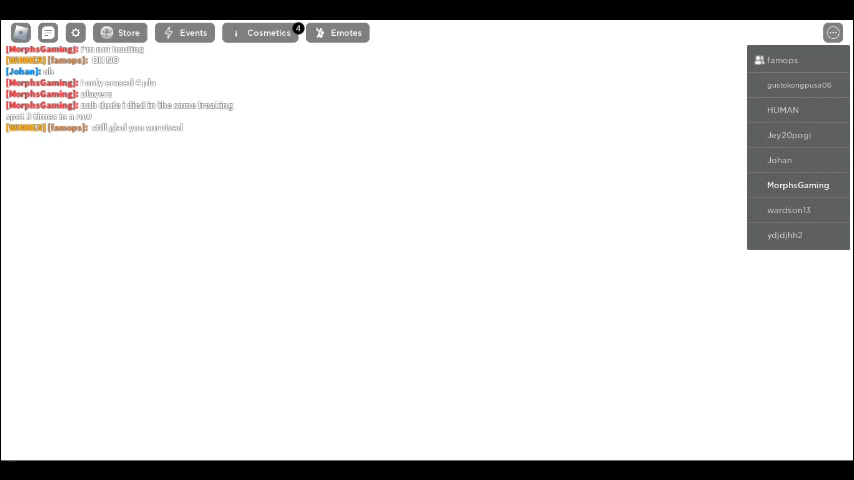 Store
Events
Cosmetics
4
Emotes
[MorphsGaming]: i'm not leading
[WINNER] [famops]: OH NO
[Johan]: oh
[MorphsGaming]: I only erased 4 pla
[MorphsGaming]: players
[MorphsGaming]: nah dude i died in the same freaking
spot 3 times in a row
[WINNER] [famops]: still glad you survived
famops
gustokongpusa06
HUMAN
Jey20pogi
Johan
MorphsGaming
wardson13
ydjdjhh2